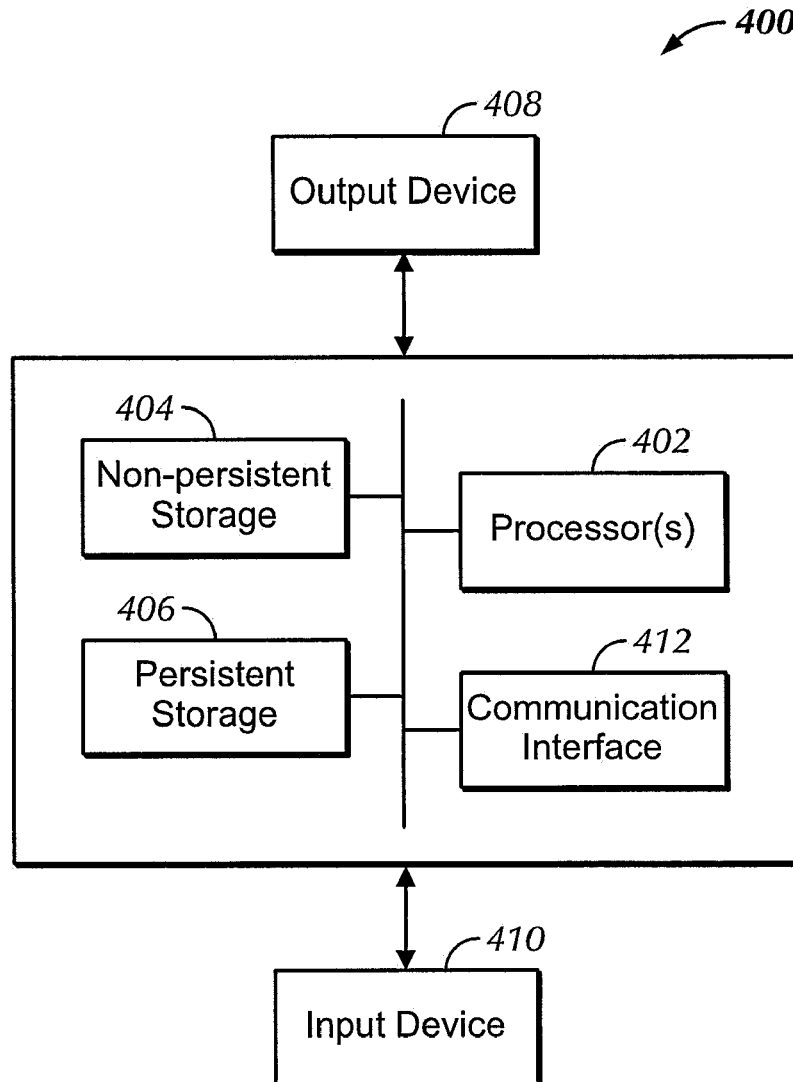 400
408
Output Device
404
Non-persistent
Storage
402
Processor(s)
406
Persistent
Storage
412
Communication
Interface
410
Input Device